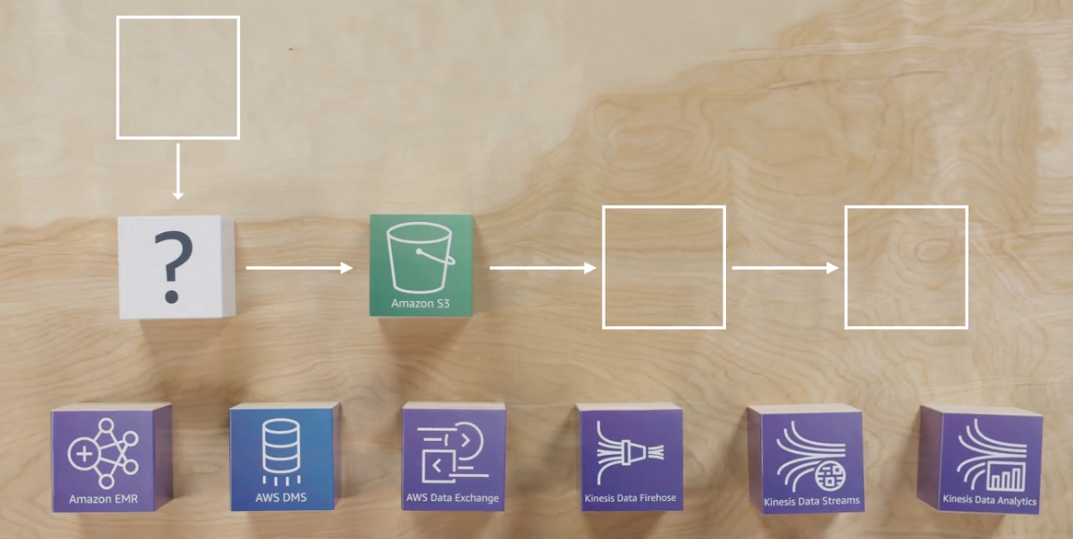 ?
Amazon S3
Amazon EMR
AWS DMS
AWS Data Exchange
Kinesis Data Firehose
Kinesis Data Streams
Kinesis Data Analytics